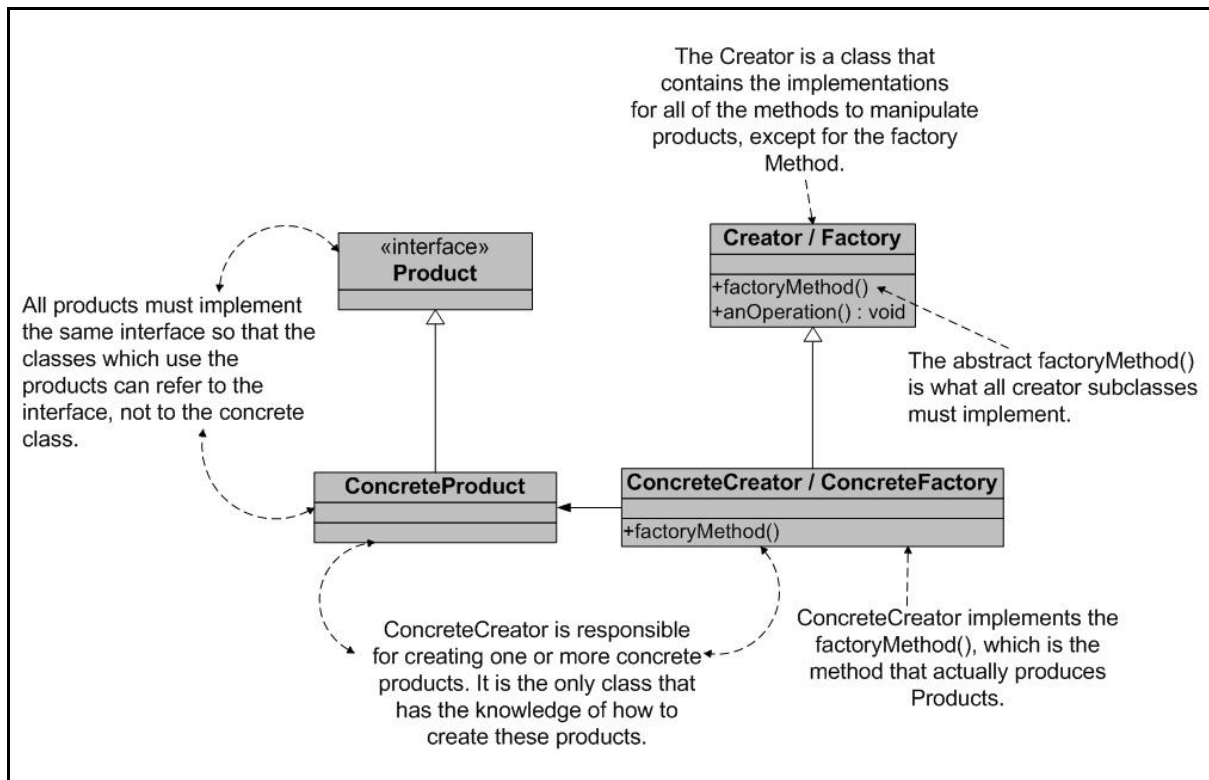 The Creator is a class that
contains the implementations
for all of the methods to manipulate
products, except for the factory
Method.
«interface»
Product
Creator / Factory
+factoryMethod()
+anOperation() : void
All products must implement
the same interface so that the
classes which use the
products can refer to the
interface, not to the concrete
class.
The abstract factoryMethod()
is what all creator subclasses
must implement.
ConcreteProduct
ConcreteCreator / ConcreteFactory
+factoryMethod()
ConcreteCreator is responsible
for creating one or more concrete
products. It is the only class that
has the knowledge of how to
create these products.
ConcreteCreator implements the
factoryMethod(), which is the
method that actually produces
Products.